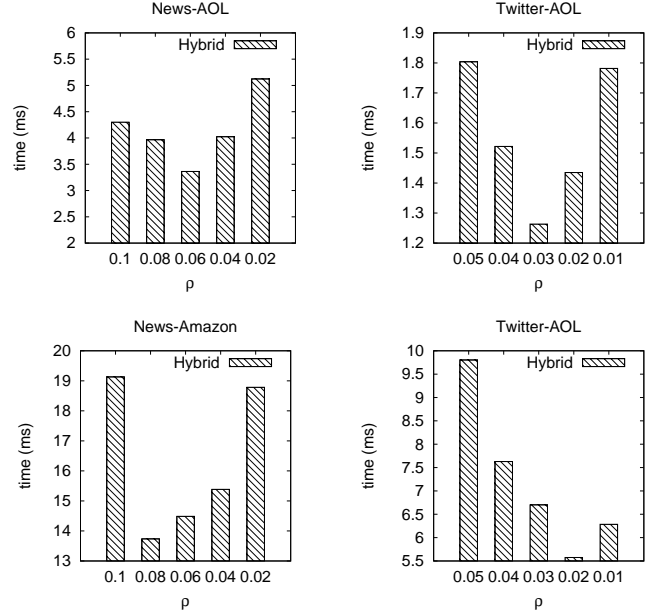 News-AOL
Hybrid
6
5.5
5
4.5
4
3.5
3
2.5
2
time (ms)
0.1 0.08 0.06 0.04 0.02
ρ
Twitter-AOL
Hybrid
1.9
1.8
1.7
1.6
1.5
1.4
1.3
1.2
time (ms)
0.05 0.04 0.03 0.02 0.01
ρ
News-Amazon
Hybrid
20
19
18
17
16
15
14
13
time (ms)
0.1 0.08 0.06 0.04 0.02
ρ
Twitter-AOL
Hybrid
10
9.5
9
8.5
8
7.5
7
6.5
6
5.5
time (ms)
0.05 0.04 0.03 0.02 0.01
ρ